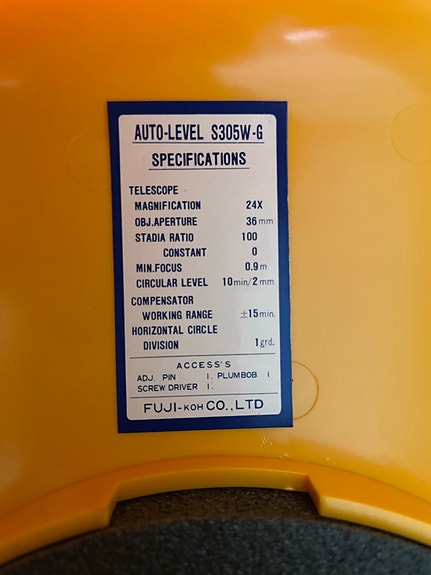 AUTO-LEVEL S305W-G
SPECIFICATIONS
TELESCOPE
MAGNIFICATION 24X
OBJ.APERTURE 36mm
STADIA RATIO 100
CONSTANT 0
MIN.FOCUS 0.9m
CIRCULAR LEVEL 10min/2mm
COMPENSATOR
WORKING RANGE ±15min.
HORIZONTAL CIRCLE
DIVISION 1grd.
ACCESS'S
ADJ. PIN 1. PLUMBOB 1
SCREW DRIVER 1.
FUJI-KOH CO.,LTD